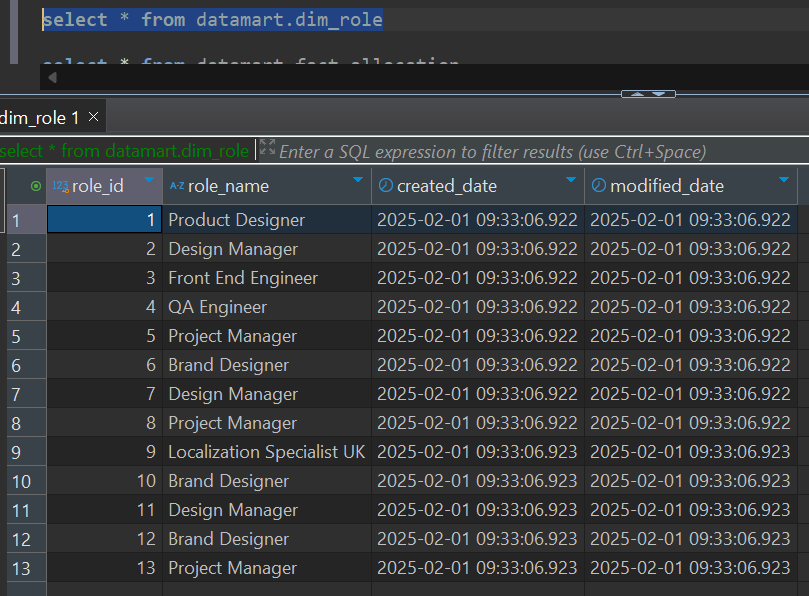 select * from datamart.dim_role
select * from datamart.fact_allocation
dim_role 1 ×
select * from datamart.dim_role Enter a SQL expression to filter results (use Ctrl+Space)
123 role_id A-Z role_name created_date modified_date
1 1 Product Designer 2025-02-01 09:33:06.922 2025-02-01 09:33:06.922
2 2 Design Manager 2025-02-01 09:33:06.922 2025-02-01 09:33:06.922
3 3 Front End Engineer 2025-02-01 09:33:06.922 2025-02-01 09:33:06.922
4 4 QA Engineer 2025-02-01 09:33:06.922 2025-02-01 09:33:06.922
5 5 Project Manager 2025-02-01 09:33:06.922 2025-02-01 09:33:06.922
6 6 Brand Designer 2025-02-01 09:33:06.922 2025-02-01 09:33:06.922
7 7 Design Manager 2025-02-01 09:33:06.922 2025-02-01 09:33:06.922
8 8 Project Manager 2025-02-01 09:33:06.922 2025-02-01 09:33:06.922
9 9 Localization Specialist UK 2025-02-01 09:33:06.923 2025-02-01 09:33:06.923
10 10 Brand Designer 2025-02-01 09:33:06.923 2025-02-01 09:33:06.923
11 11 Design Manager 2025-02-01 09:33:06.923 2025-02-01 09:33:06.923
12 12 Brand Designer 2025-02-01 09:33:06.923 2025-02-01 09:33:06.923
13 13 Project Manager 2025-02-01 09:33:06.923 2025-02-01 09:33:06.923